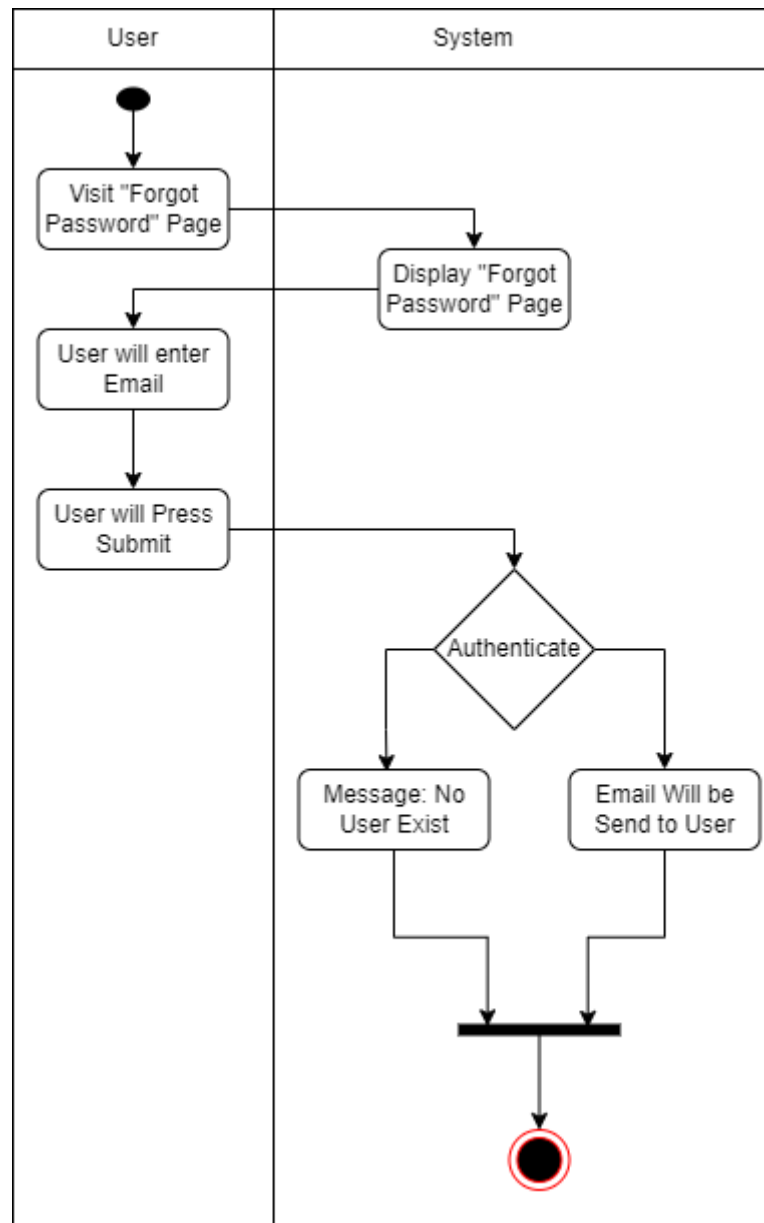 User
System
Visit "Forgot
Password" Page
Display "Forgot
Password" Page
User will enter
Email
User will Press
Submit
Authenticate
Message: No
User Exist
Email Will be
Send to User